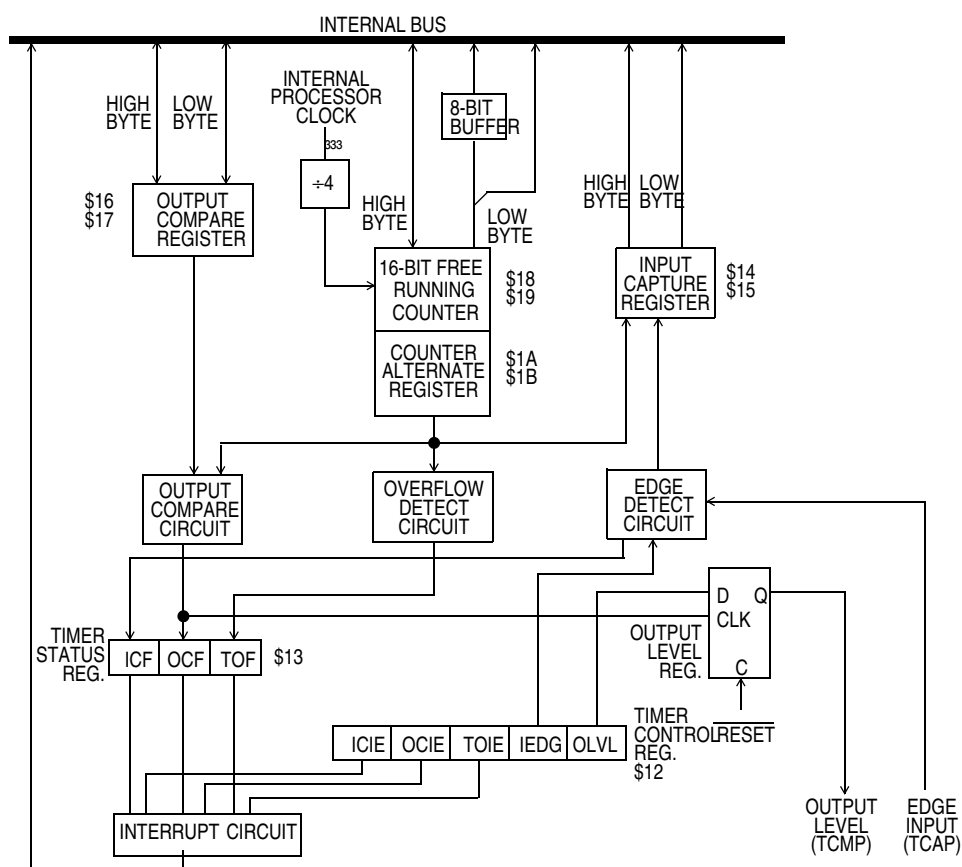 INTERNAL BUS
HIGH
BYTE
LOW
BYTE
INTERNAL
PROCESSOR
CLOCK
333
÷4
8-BIT
BUFFER
$16
$17
OUTPUT
COMPARE
REGISTER
HIGH
BYTE
LOW
BYTE
HIGH
BYTE
LOW
BYTE
16-BIT FREE
RUNNING
COUNTER
$18
$19
INPUT
CAPTURE
REGISTER
$14
$15
COUNTER
ALTERNATE
REGISTER
$1A
$1B
OUTPUT
COMPARE
CIRCUIT
OVERFLOW
DETECT
CIRCUIT
EDGE
DETECT
CIRCUIT
D Q
CLK
C
OUTPUT
LEVEL
REG.
TIMER
STATUS
REG.
ICF OCF TOF
$13
RESET
ICIE OCIE TOIE IEDG OLVL
TIMER
CONTROL
REG.
$12
INTERRUPT CIRCUIT
OUTPUT
LEVEL
(TCMP)
EDGE
INPUT
(TCAP)